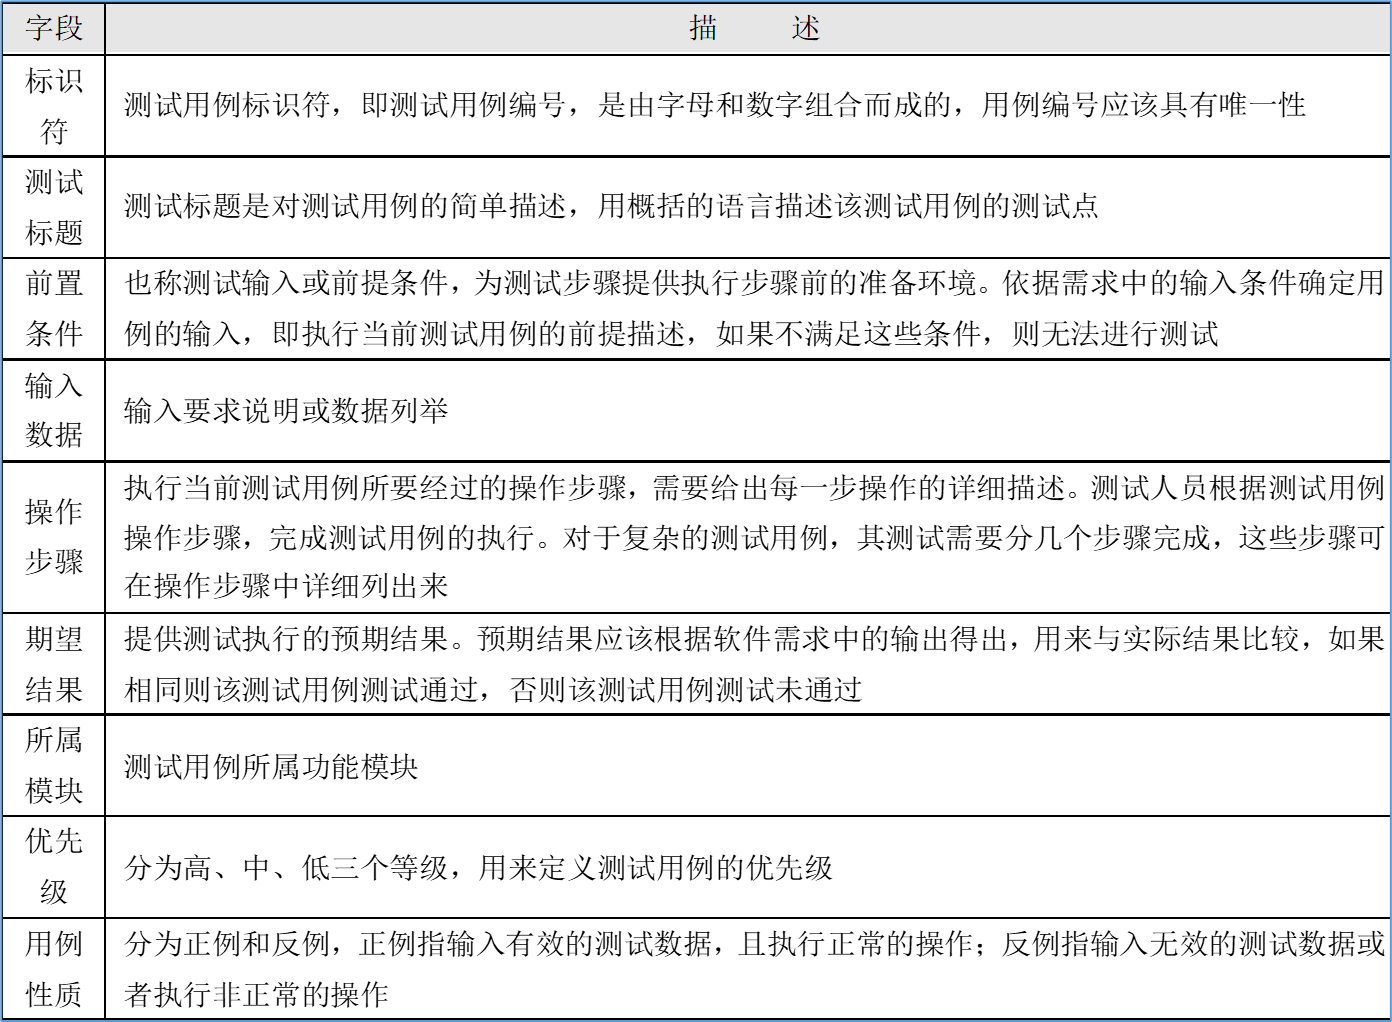 字段
描 述
标识
符
测试用例标识符，即测试用例编号，是由字母和数字组合而成的，用例编号应该具有唯一性
测试
标题
测试标题是对测试用例的简单描述，用概括的语言描述该测试用例的测试点
前置
条件
也称测试输入或前提条件，为测试步骤提供执行步骤前的准备环境。依据需求中的输入条件确定用
例的输入，即执行当前测试用例的前提描述，如果不满足这些条件，则无法进行测试
输入
数据
输入要求说明或数据列举
操作
步骤
执行当前测试用例所要经过的操作步骤，需要给出每一步操作的详细描述。测试人员根据测试用例
操作步骤，完成测试用例的执行。对于复杂的测试用例，其测试需要分几个步骤完成，这些步骤可
在操作步骤中详细列出来
期望
结果
提供测试执行的预期结果。预期结果应该根据软件需求中的输出得出，用来与实际结果比较，如果
相同则该测试用例测试通过，否则该测试用例测试未通过
所属
模块
测试用例所属功能模块
优先
级
分为高、中、低三个等级，用来定义测试用例的优先级
用例
性质
分为正例和反例，正例指输入有效的测试数据，且执行正常的操作；反例指输入无效的测试数据或
者执行非正常的操作